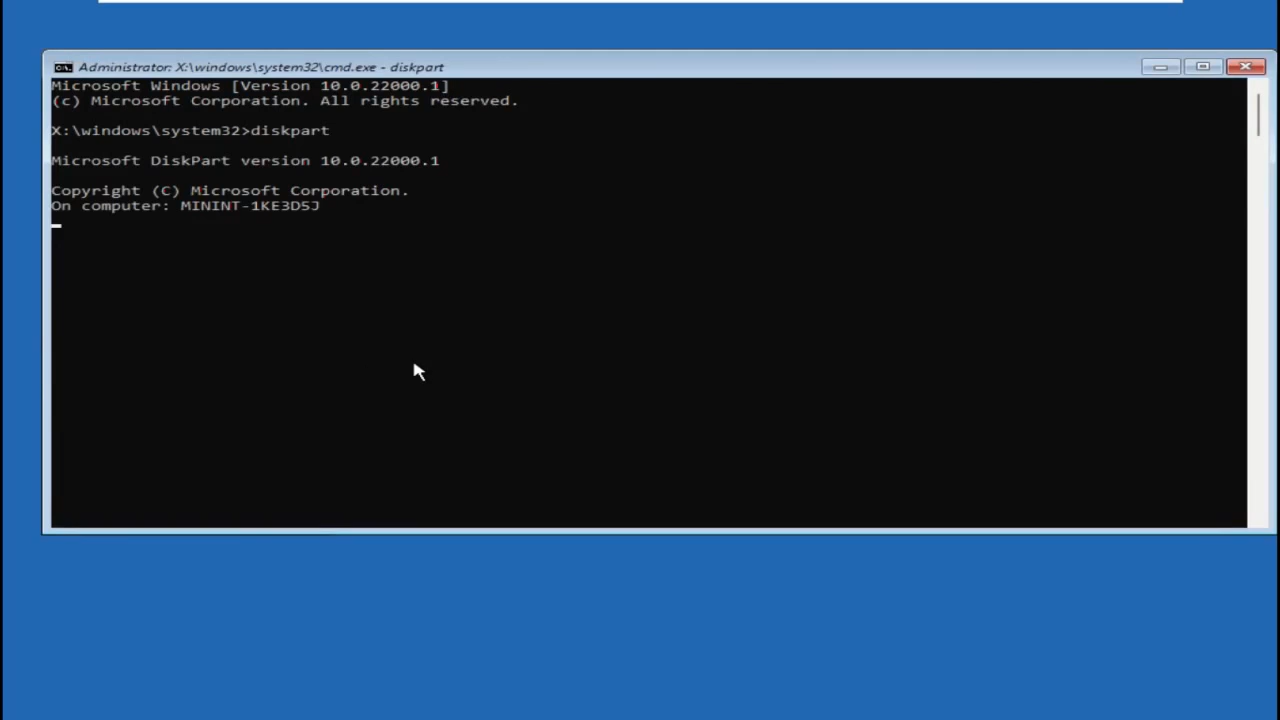 Administrator: X:\windows\system32\cmd.exe - diskpart
Microsoft Windows [Version 10.0.22000.1]
(c) Microsoft Corporation. All rights reserved.
X:\windows\system32>diskpart
Microsoft DiskPart version 10.0.22000.1
Copyright (C) Microsoft Corporation.
On computer: MININT-1KE3D5J